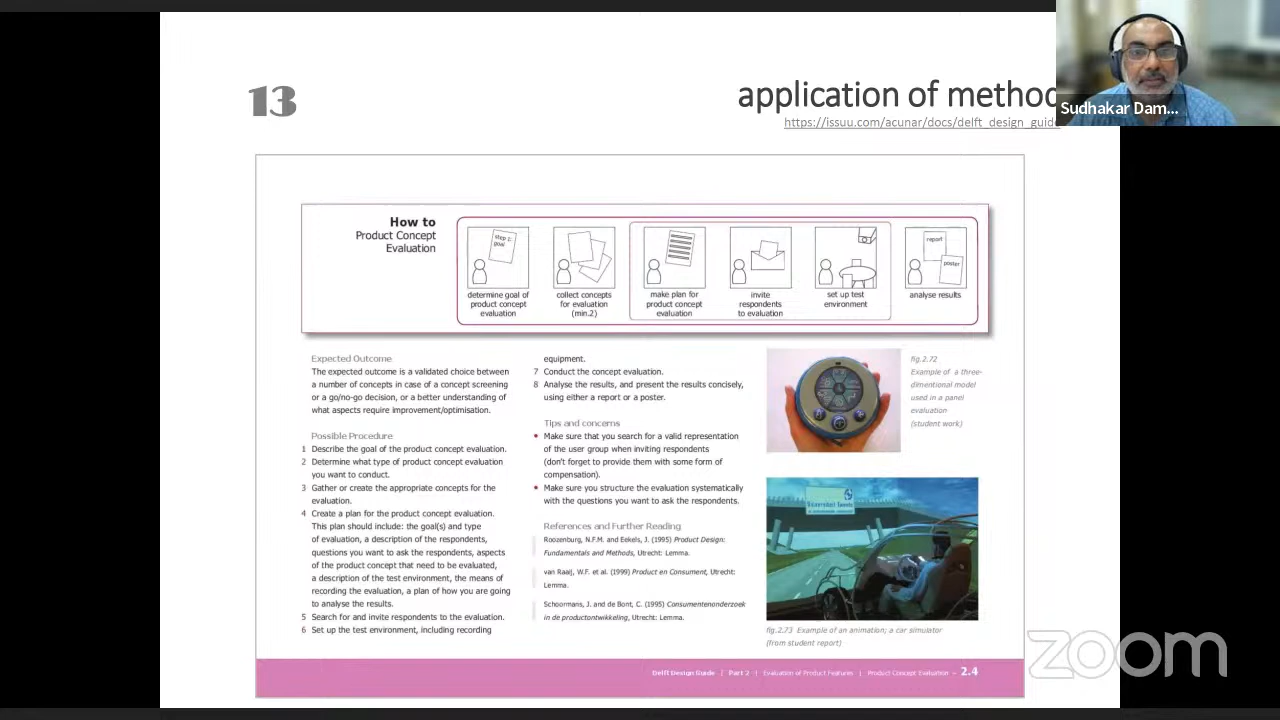 13
application of method
https://issuu.com/acunar/docs/delft_design_guide
Sudhakar Dam...
How to
Product Concept
Evaluation
step 2:
goal
report
poster
determine goal of
product concept
evaluation
collect concepts
for evaluation
(min.2)
make plan for
product concept
evaluation
invite
respondents
to evaluation
set up test
environment
analyse results
Expected Outcome
The expected outcome is a validated choice between
a number of concepts in case of a concept screening
or a go/no-go decision, or a better understanding of
what aspects require improvement/optimisation.
Possible Procedure
1 Describe the goal of the product concept evaluation.
2 Determine what type of product concept evaluation
you want to conduct.
3 Gather or create the appropriate concepts for the
evaluation.
4 Create a plan for the product concept evaluation.
This plan should include: the goal(s) and type
of evaluation, a description of the respondents,
questions you want to ask the respondents, aspects
of the product concept that need to be evaluated,
a description of the test environment, the means of
recording the evaluation, a plan of how you are going
to analyse the results.
5 Search for and invite respondents to the evaluation.
6 Set up the test environment, including recording
equipment.
7 Conduct the concept evaluation.
8 Analyse the results, and present the results concisely,
using either a report or a poster.
Tips and concerns
• Make sure that you search for a valid representation
of the user group when inviting respondents
(don't forget to provide them with some form of
compensation).
• Make sure you structure the evaluation systematically
with the questions you want to ask the respondents.
References and Further Reading
Roozenburg, N.F.M. and Eekels, J. (1995) Product Design:
Fundamentals and Methods, Utrecht: Lemma.
van Raaij, W.F. et al. (1999) Product en Consument, Utrecht:
Lemma.
Schoormans, J. and de Bont, C. (1995) Consumentenonderzoek
in de productontwikkeling, Utrecht: Lemma.
fig.2.72
Example of a three-
dimentional model
used in a panel
evaluation
(student work)
fig.2.73 Example of an animation; a car simulator
(from student report)
Delft Design Guide / Part 2 | Evaluation of Product Features | Product Concept Evaluation – 2.4
zoom